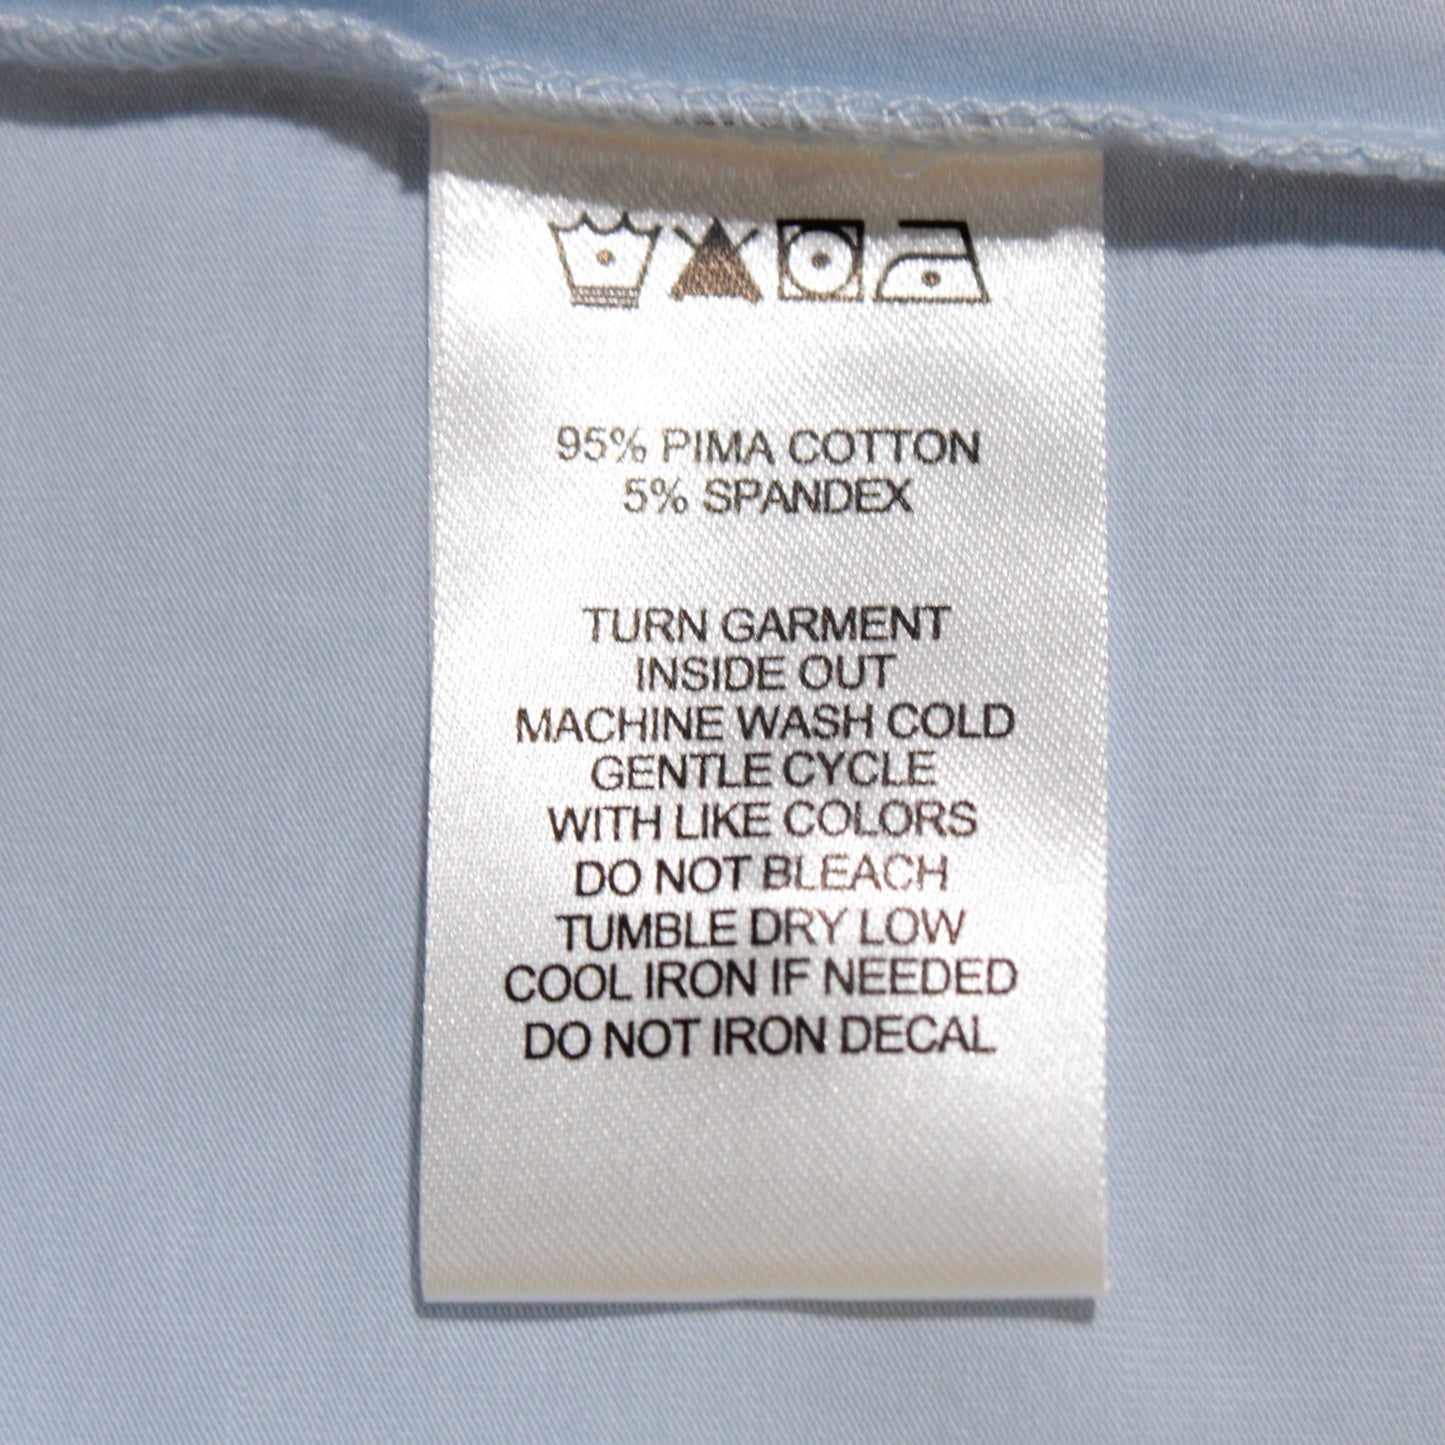 95% PIMA COTTON
5% SPANDEX
TURN GARMENT
INSIDE OUT
MACHINE WASH COLD
GENTLE CYCLE
WITH LIKE COLORS
DO NOT BLEACH
TUMBLE DRY LOW
COOL IRON IF NEEDED
DO NOT IRON DECAL